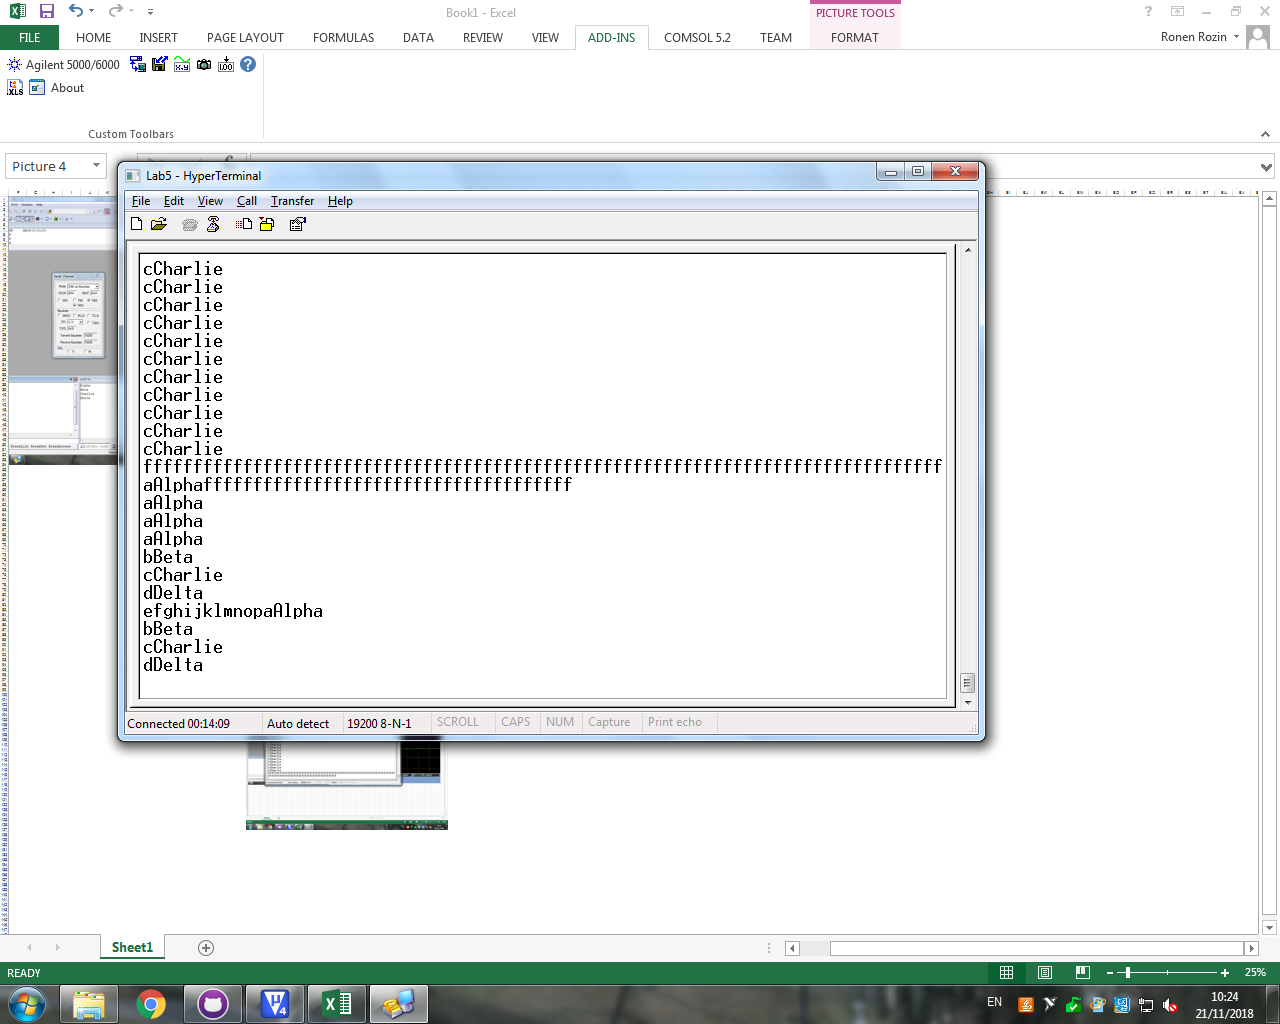 Book1 - Excel
PICTURE TOOLS
FILE HOME INSERT PAGE LAYOUT FORMULAS DATA REVIEW VIEW ADD-INS COMSOL 5.2 TEAM FORMAT
Ronen Rozin
Agilent 5000/6000
About
Custom Toolbars
Picture 4
Lab5 - HyperTerminal
File Edit View Call Transfer Help
cCharlie
cCharlie
cCharlie
cCharlie
cCharlie
cCharlie
cCharlie
cCharlie
cCharlie
cCharlie
cCharlie
ffffffffffffffffffffffffffffffffffffffffffffffffffffffffffffffffffffffffffffffff
aAlphafffffffffffffffffffffffffffffffffffff
aAlpha
aAlpha
aAlpha
bBeta
cCharlie
dDelta
efghijklmnopaAlpha
bBeta
cCharlie
dDelta
Connected 00:14:09 Auto detect 19200 8-N-1 SCROLL CAPS NUM Capture Print echo
Sheet1
READY
25%
EN
10:24
21/11/2018